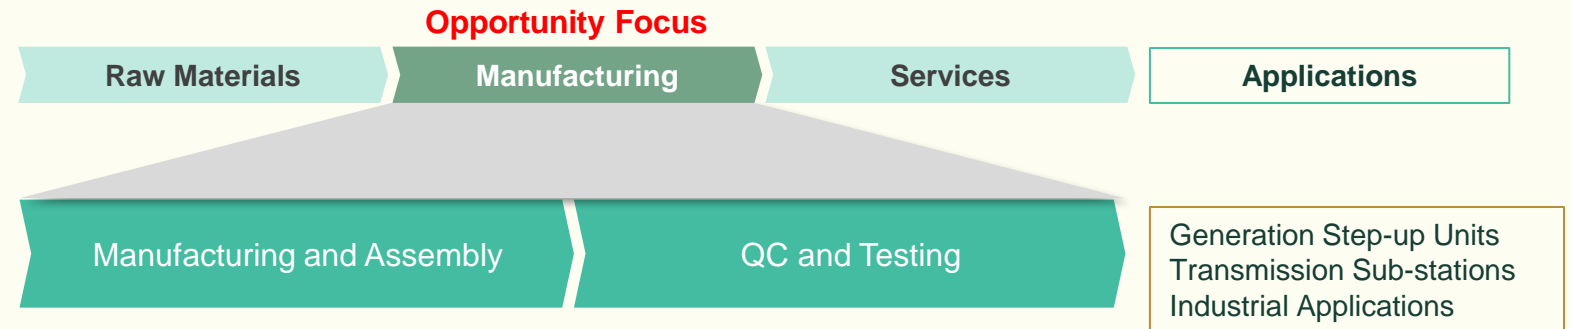 Opportunity Focus
Raw Materials
Manufacturing
Services
Applications
Manufacturing and Assembly
QC and Testing
Generation Step-up Units
Transmission Sub-stations
Industrial Applications